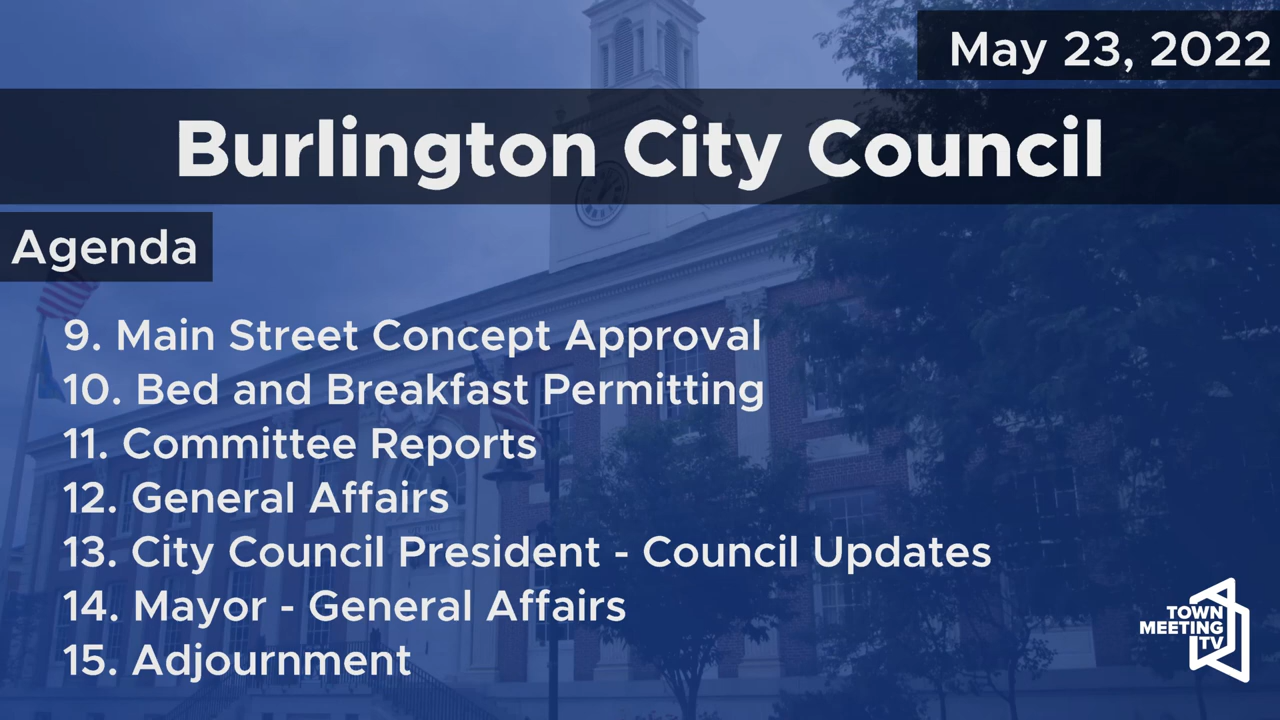 May 23, 2022
Burlington City Council
Agenda
9. Main Street Concept Approval
10. Bed and Breakfast Permitting
11. Committee Reports
12. General Affairs
13. City Council President - Council Updates
14. Mayor - General Affairs
15. Adjournment
TOWN
MEETING
TV